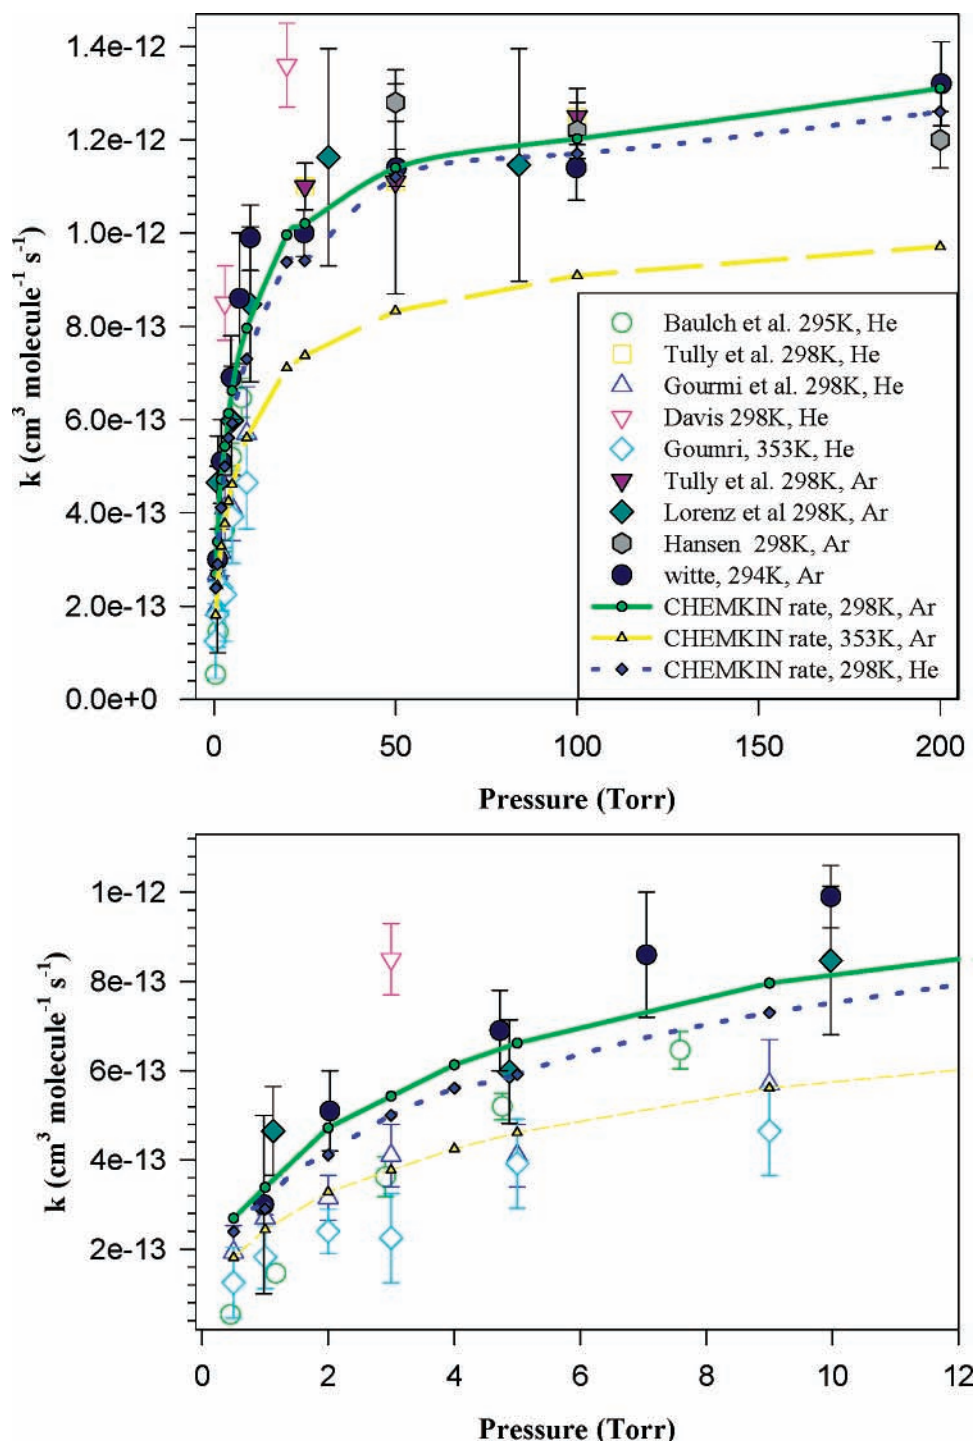 1.4e-12
1.2e-12
1.0e-12
8.0e-13
6.0e-13
4.0e-13
2.0e-13
0.0e+0
k (cm³ molecule⁻¹ s⁻¹)
Baulch et al. 295K, He
Tully et al. 298K, He
Gourmi et al. 298K, He
Davis 298K, He
Goumri, 353K, He
Tully et al. 298K, Ar
Lorenz et al 298K, Ar
Hansen 298K, Ar
witte, 294K, Ar
CHEMKIN rate, 298K, Ar
CHEMKIN rate, 353K, Ar
CHEMKIN rate, 298K, He
0 50 100 150 200
Pressure (Torr)
1e-12
8e-13
6e-13
4e-13
2e-13
k (cm³ molecule⁻¹ s⁻¹)
0 2 4 6 8 10 12
Pressure (Torr)